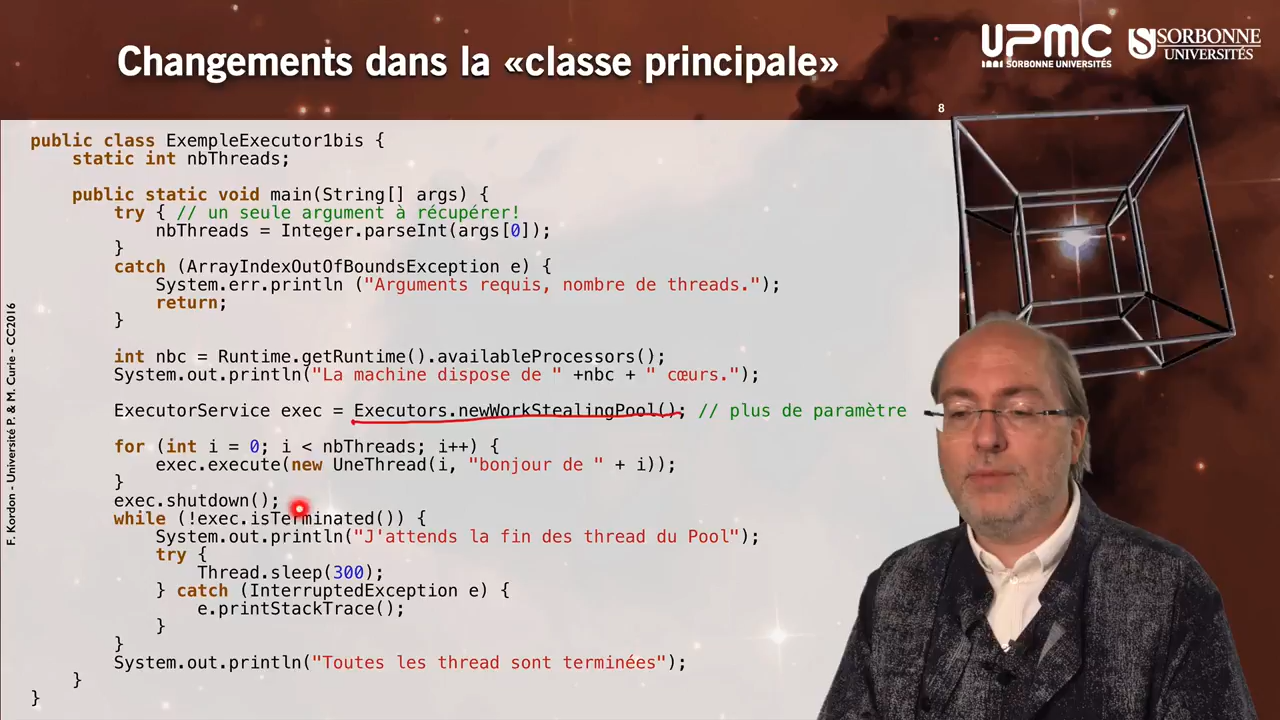 Changements dans la «classe principale»
UPMC
SORBONNE UNIVERSITÉS
SORBONNE
UNIVERSITÉS
8
public class ExempleExecutor1bis {
static int nbThreads;
public static void main(String[] args) {
try { // un seule argument à récupérer!
nbThreads = Integer.parseInt(args[0]);
}
catch (ArrayIndexOutOfBoundsException e) {
System.err.println ("Arguments requis, nombre de threads.");
return;
}
int nbc = Runtime.getRuntime().availableProcessors();
System.out.println("La machine dispose de " +nbc + " cœurs.");
ExecutorService exec = Executors.newWorkStealingPool(); // plus de paramètre
for (int i = 0; i < nbThreads; i++) {
exec.execute(new UneThread(i, "bonjour de " + i));
}
exec.shutdown();
while (!exec.isTerminated()) {
System.out.println("J'attends la fin des thread du Pool");
try {
Thread.sleep(300);
} catch (InterruptedException e) {
e.printStackTrace();
}
}
System.out.println("Toutes les thread sont terminées");
}
}
F. Kordon - Université P. & M. Curie - CC2016